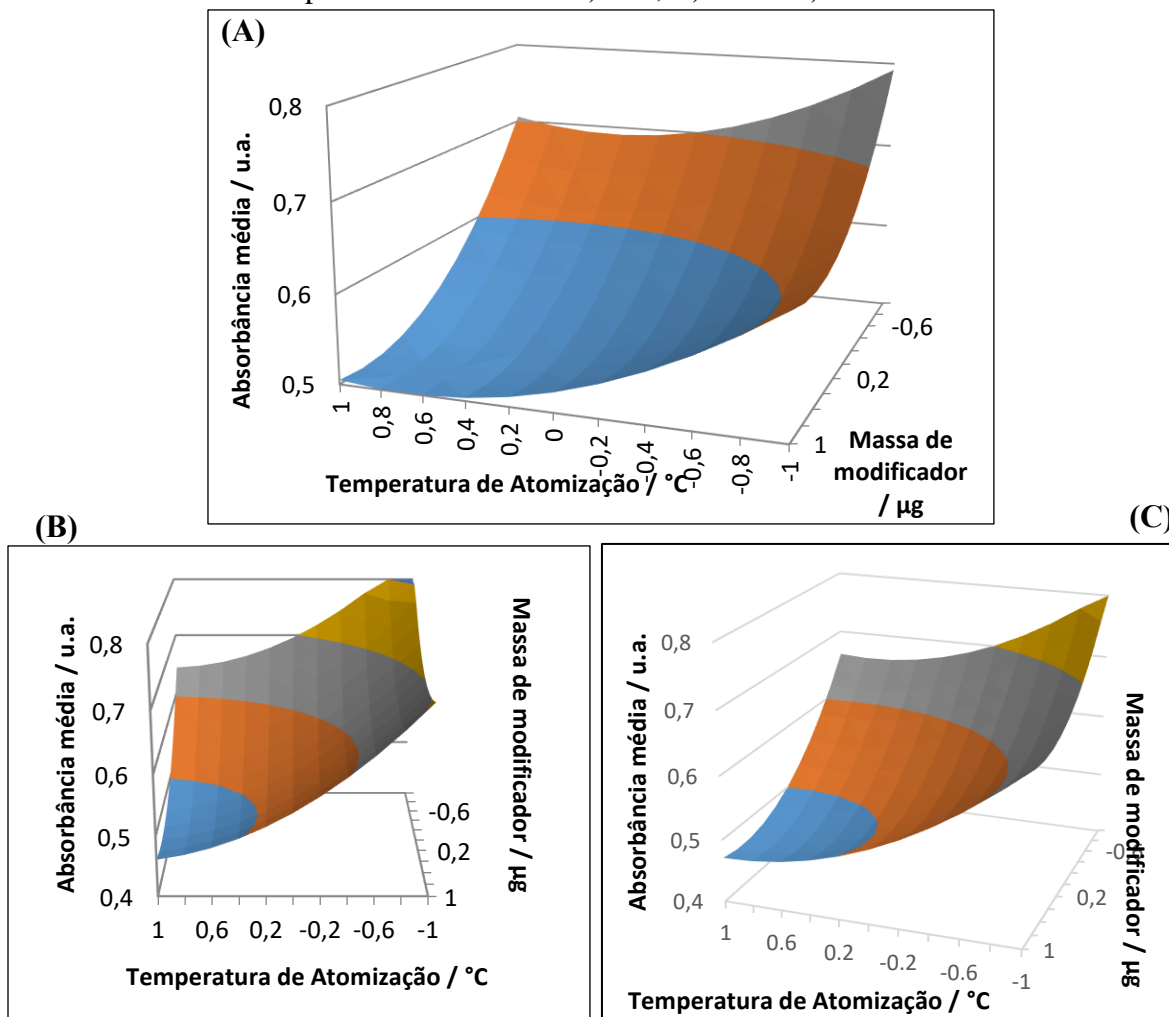 (A)
Absorbância média / u.a.
0,8
0,7
0,6
0,5
1
0,8
0,6
0,4
0,2
0
-0,2
-0,4
-0,6
-0,8
-1
Temperatura de Atomização / °C
-0,6
0,2
1
Massa de
modificador
/ µg
(B)
Absorbância média / u.a.
0,8
0,7
0,6
0,5
0,4
1 0,6 0,2 -0,2 -0,6 -1
Temperatura de Atomização / °C
-0,6
0,2
1
Massa de modificador / µg
(C)
Absorbância média / u.a.
0,8
0,7
0,6
0,5
0,4
1
0.6
0.2
-0.2
-0.6
-1
Temperatura de Atomização / °C
0,2
1
Massa de modificador / µg